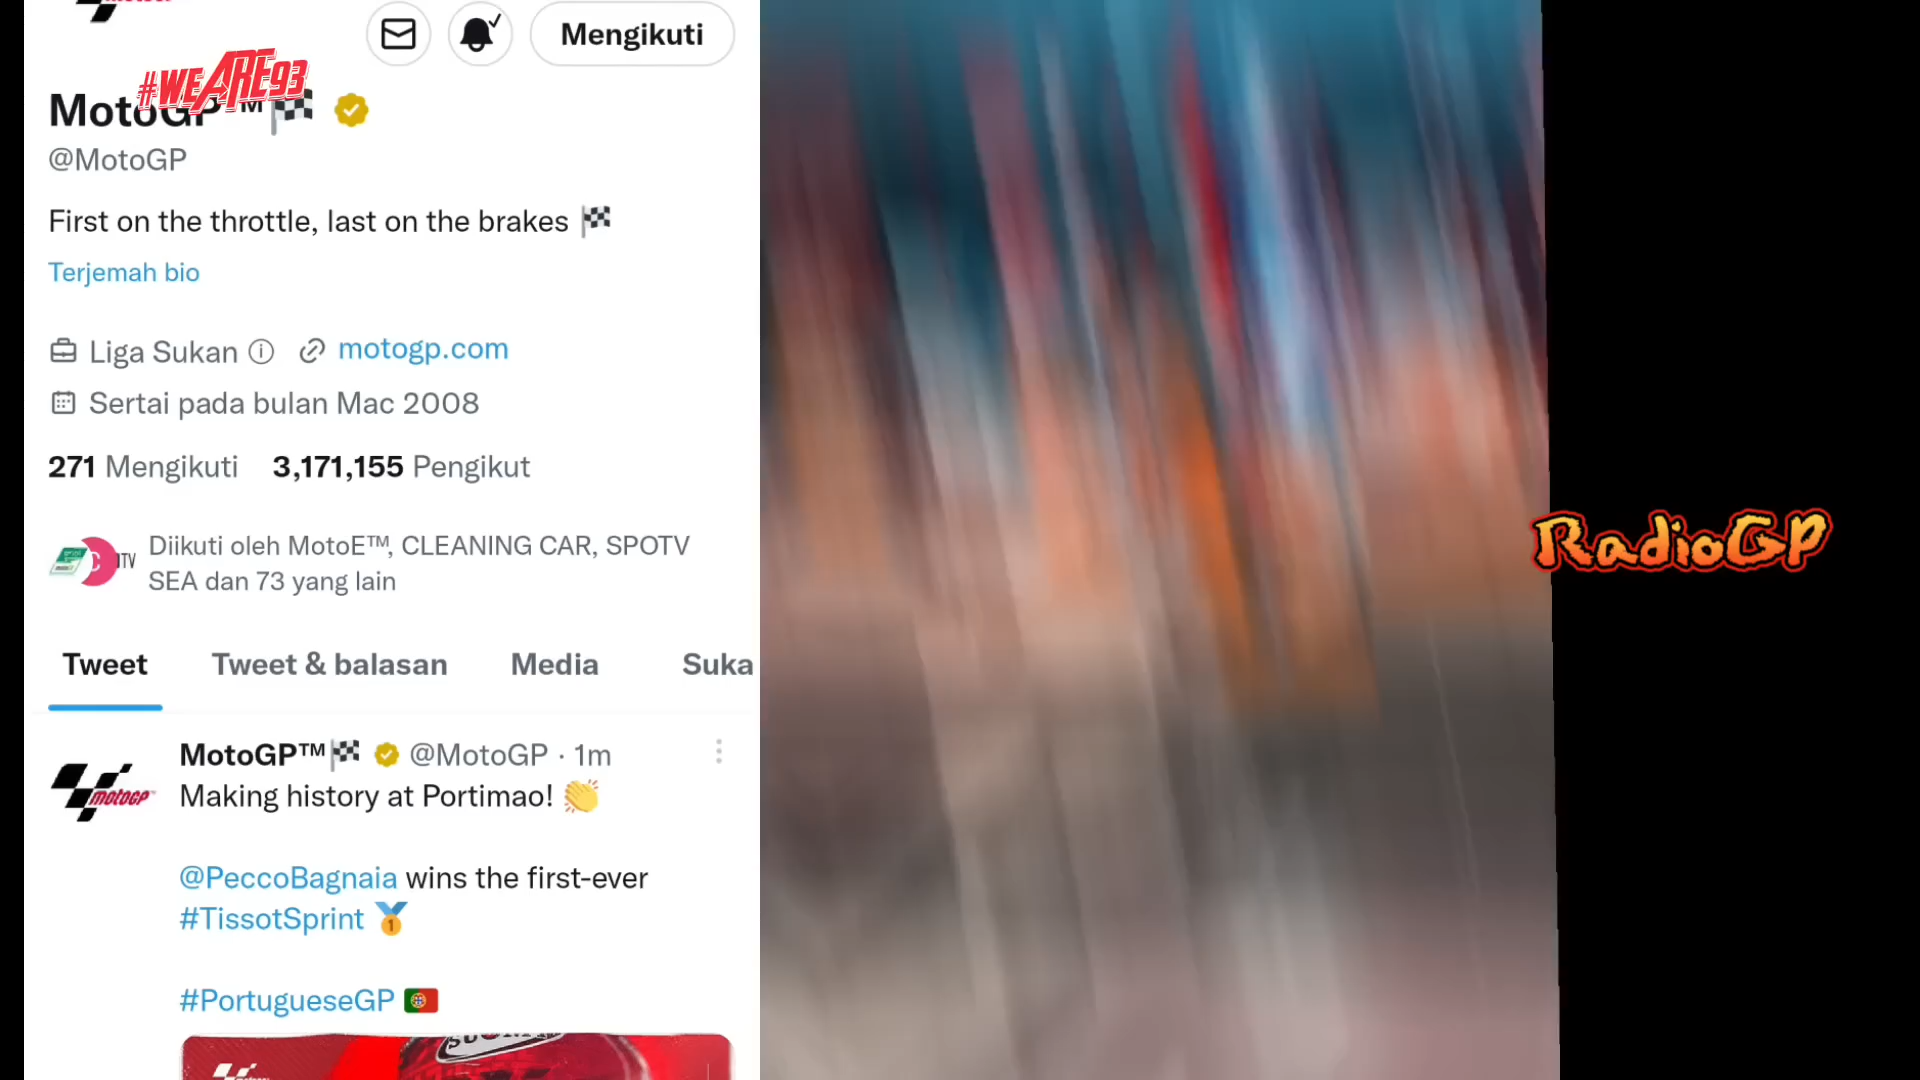 Mengikuti
#WEARE93
MotoGP™🏁
@MotoGP
First on the throttle, last on the brakes 🏁
Terjemah bio
Liga Sukan motogp.com
Sertai pada bulan Mac 2008
271 Mengikuti 3,171,155 Pengikut
Diikuti oleh MotoE™, CLEANING CAR, SPOTV
SEA dan 73 yang lain
Tweet Tweet & balasan Media Suka
MotoGP™🏁 @MotoGP · 1m
Making history at Portimao! 👏
MotoGP
@PeccoBagnaia wins the first-ever
#TissotSprint 🥇
#PortugueseGP 🇵🇹
RadioGP